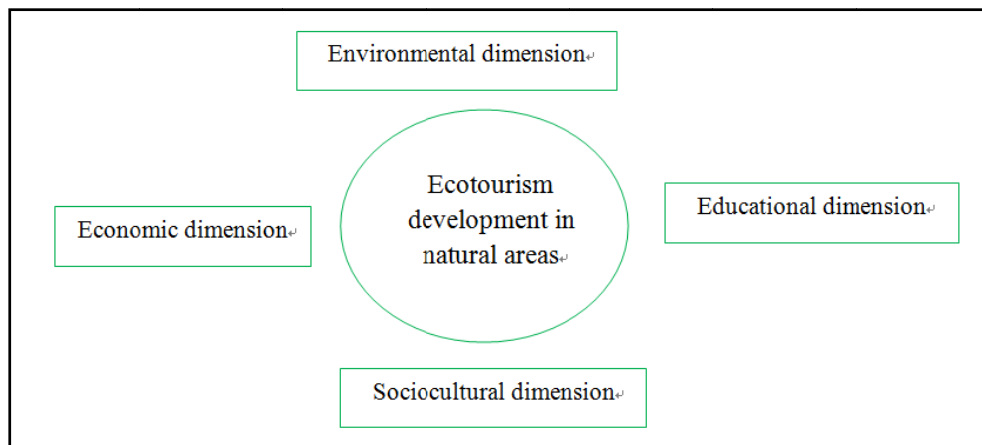 Environmental dimension
Ecotourism
development in
natural areas
Educational dimension
Economic dimension
Sociocultural dimension